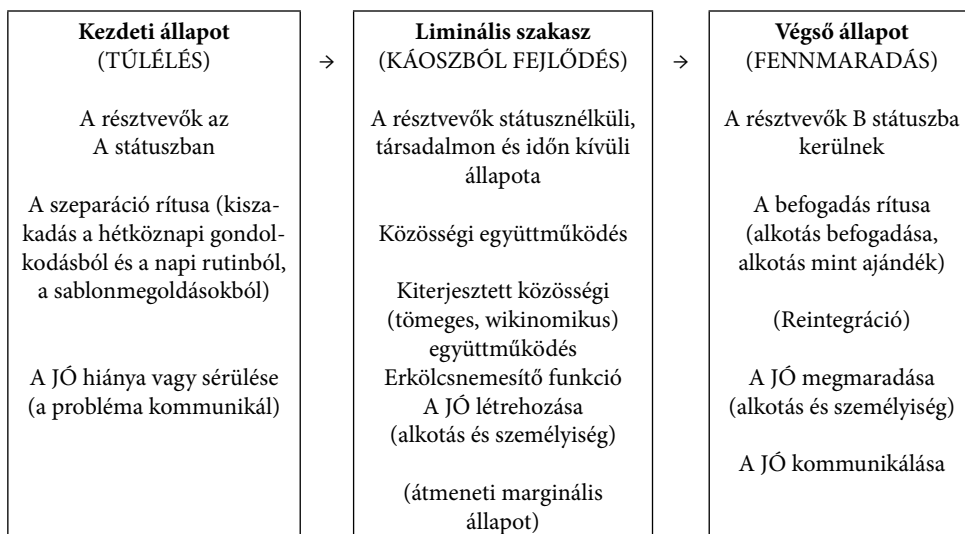 Kezdeti állapot
(TÚLÉLÉS)
A résztvevők az
A státuszban
A szeparáció rítusa (kisza-
kadás a hétköznapi gondol-
kodásból és a napi rutinból,
a sablonmegoldásokból)
A JÓ hiánya vagy sérülése
(a probléma kommunikál)
→
Liminális szakasz
(KÁOSZBÓL FEJLŐDÉS)
A résztvevők státusznélküli,
társadalmon és időn kívüli
állapota
Közösségi együttműködés
Kiterjesztett közösségi
(tömeges, wikinomikus)
együttműködés
Erkölcsnemesítő funkció
A JÓ létrehozása
(alkotás és személyiség)
(átmeneti marginális
állapot)
→
Végső állapot
(FENNMARADÁS)
A résztvevők B státuszba
kerülnek
A befogadás rítusa
(alkotás befogadása,
alkotás mint ajándék)
(Reintegráció)
A JÓ megmaradása
(alkotás és személyiség)
A JÓ kommunikálása